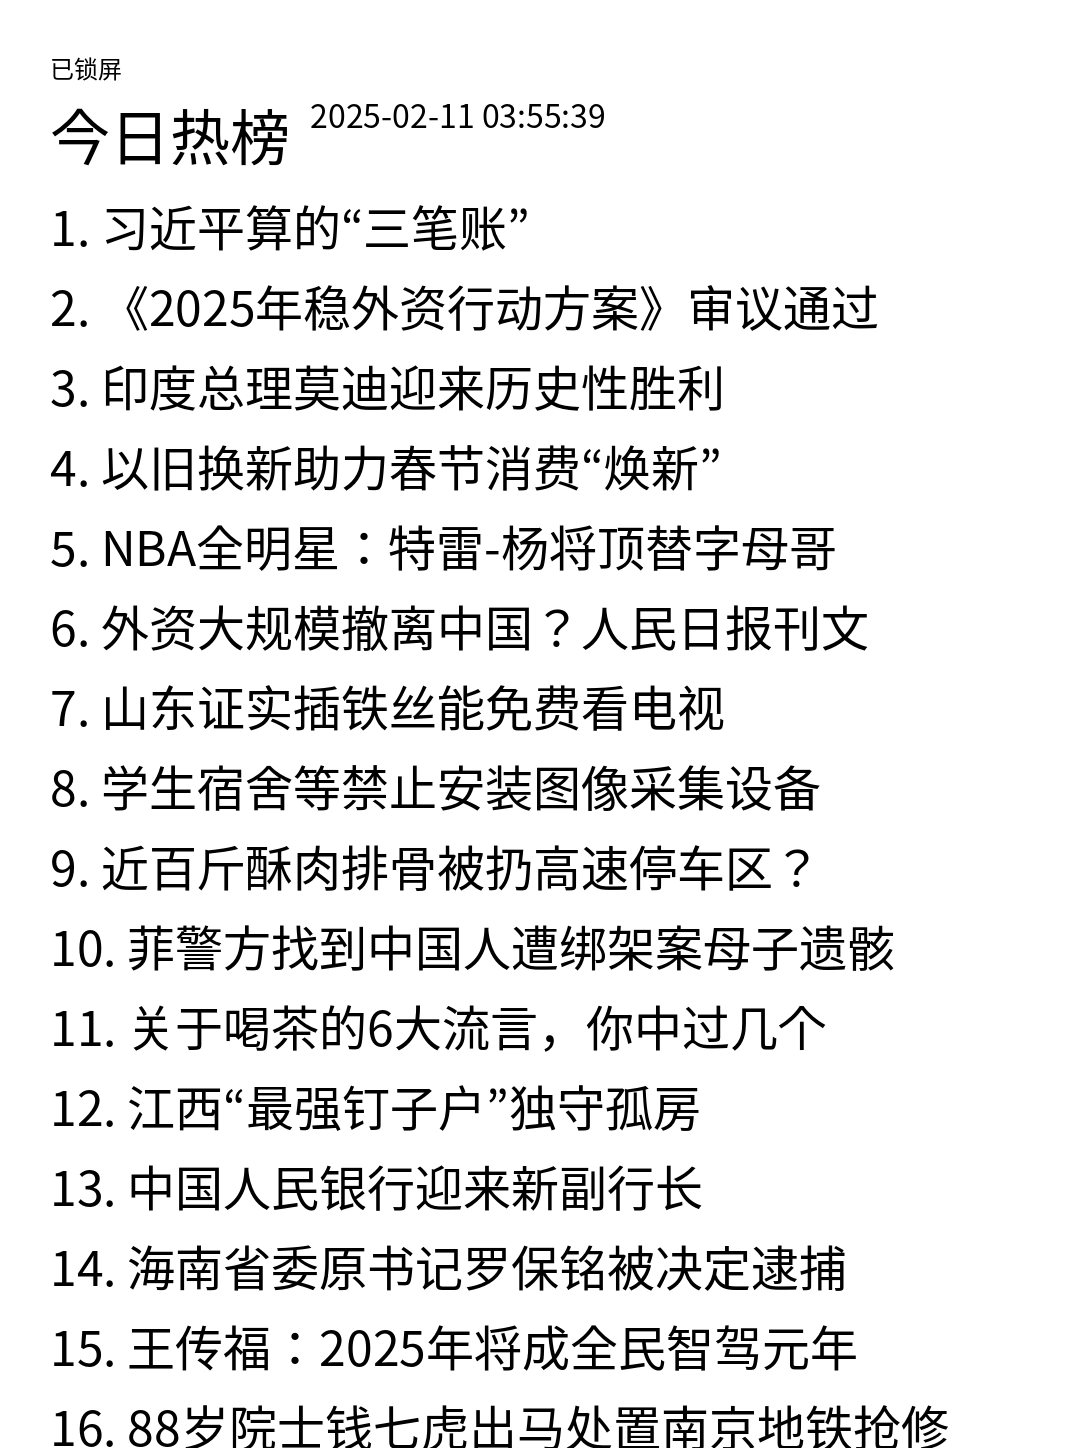 已锁屏
今日热榜 2025-02-11 03:55:39
1. 习近平算的“三笔账”
2. 《2025年稳外资行动方案》审议通过
3. 印度总理莫迪迎来历史性胜利
4. 以旧换新助力春节消费“焕新”
5. NBA全明星：特雷-杨将顶替字母哥
6. 外资大规模撤离中国？人民日报刊文
7. 山东证实插铁丝能免费看电视
8. 学生宿舍等禁止安装图像采集设备
9. 近百斤酥肉排骨被扔高速停车区？
10. 菲警方找到中国人遭绑架案母子遗骸
11. 关于喝茶的6大流言，你中过几个
12. 江西“最强钉子户”独守孤房
13. 中国人民银行迎来新副行长
14. 海南省委原书记罗保铭被决定逮捕
15. 王传福：2025年将成全民智驾元年
16. 88岁院士钱七虎出马处置南京地铁抢修